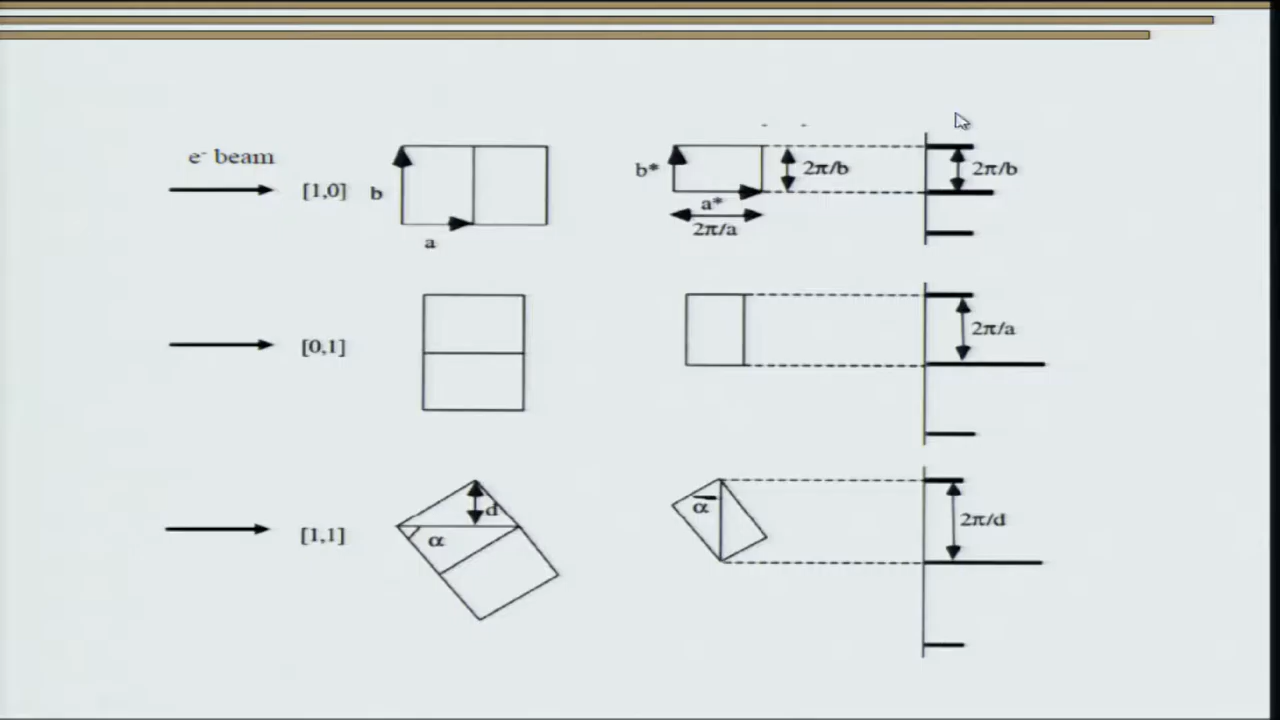 e⁻ beam
[1,0]
b
a
b*
a*
2π/a
2π/b
2π/b
[0,1]
2π/a
[1,1]
d
α
α
2π/d